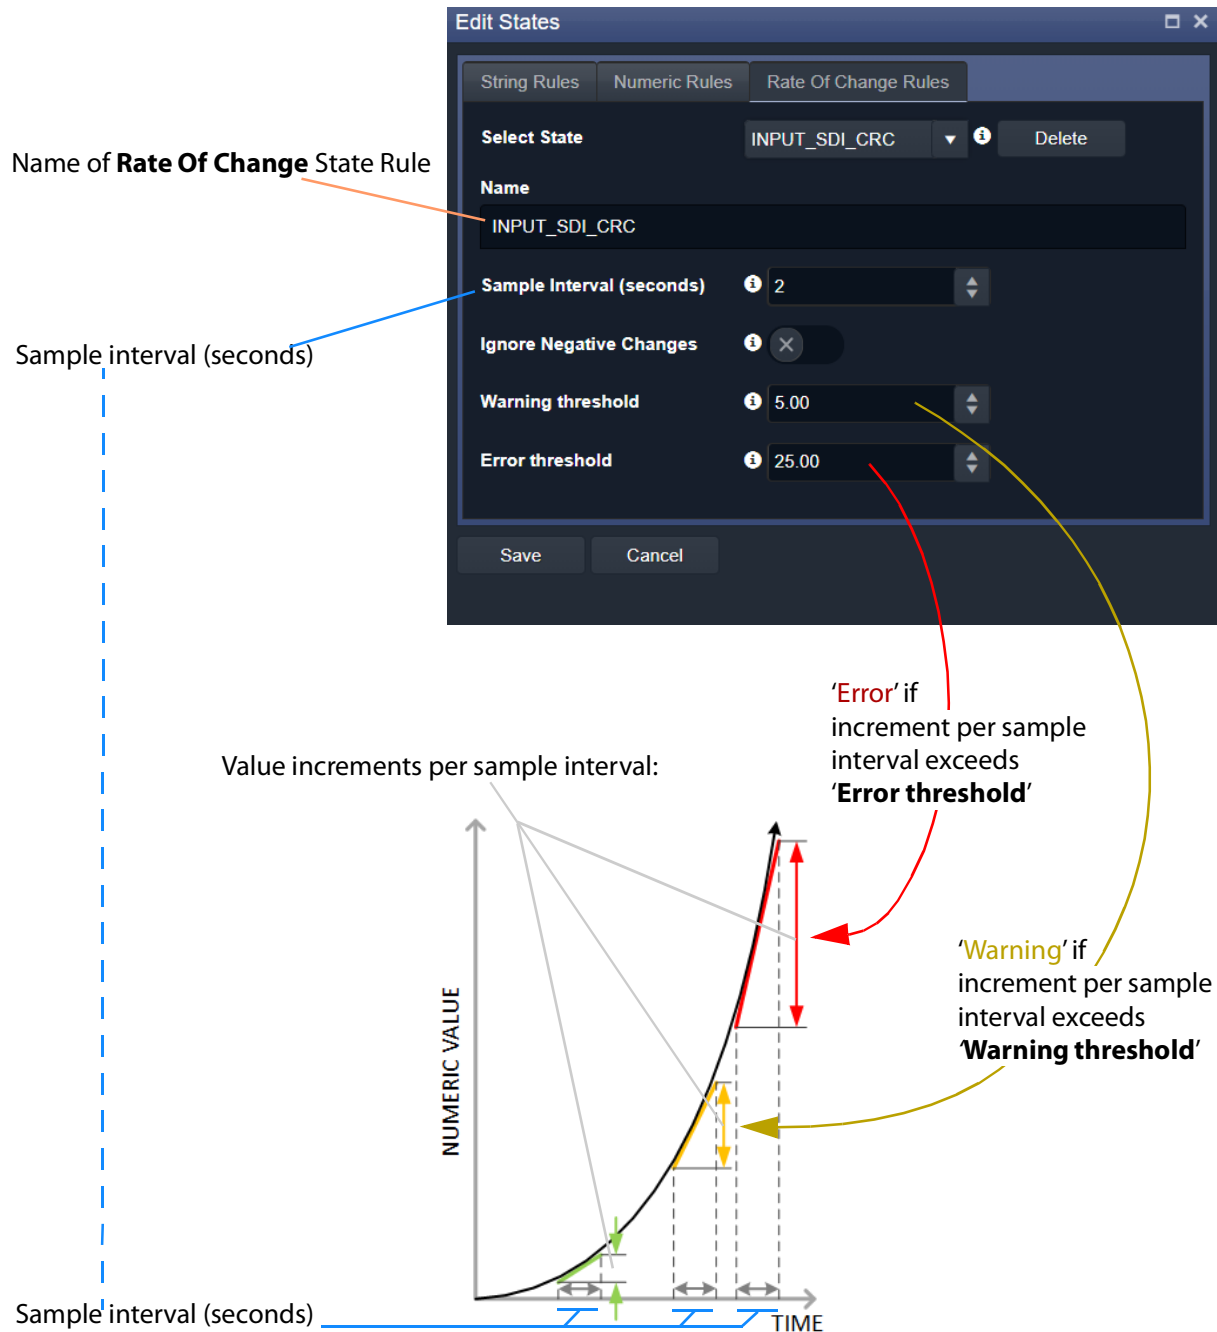 Edit States
String Rules
Numeric Rules
Rate Of Change Rules
Select State
INPUT_SDI_CRC
Delete
Name of Rate Of Change State Rule
Name
INPUT_SDI_CRC
Sample Interval (seconds)
2
Sample interval (seconds)
Ignore Negative Changes
Warning threshold
5.00
Error threshold
25.00
Save
Cancel
‘Error’ if
increment per sample
interval exceeds
‘Error threshold’
Value increments per sample interval:
‘Warning’ if
increment per sample
interval exceeds
‘Warning threshold’
NUMERIC VALUE
Sample interval (seconds)
TIME